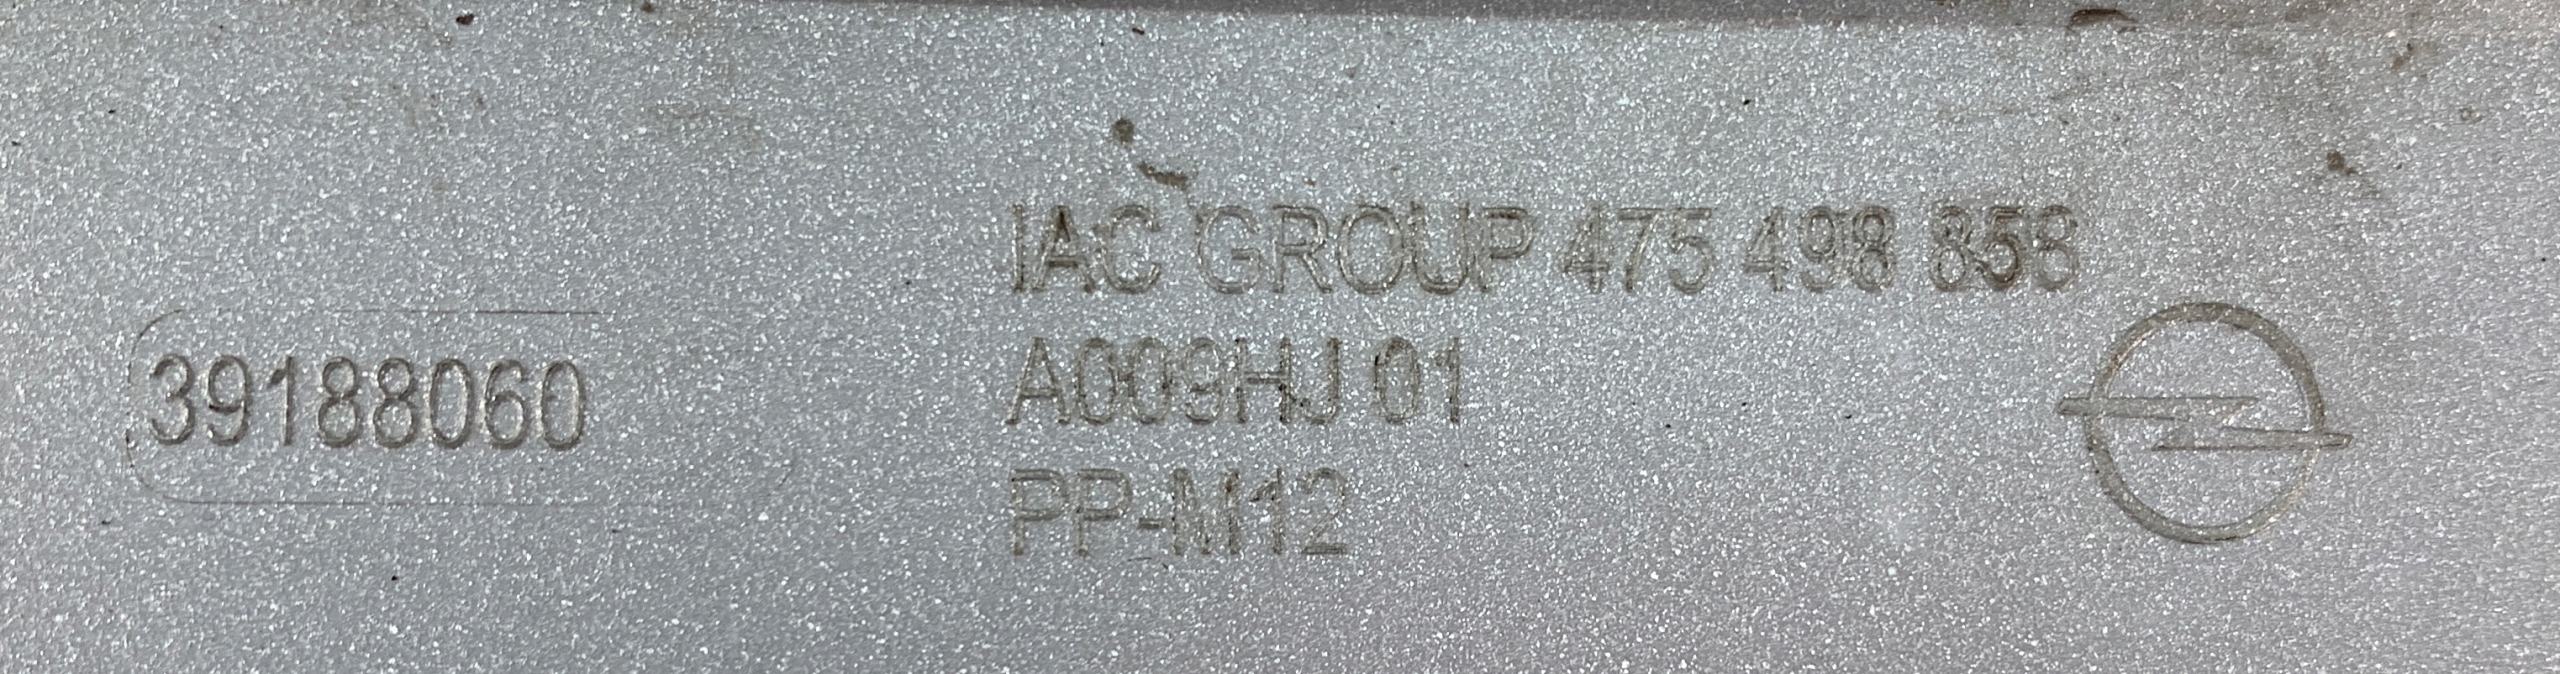 39188060
IAC GROUP 475 498 858
A009HJ 01
PP-M12